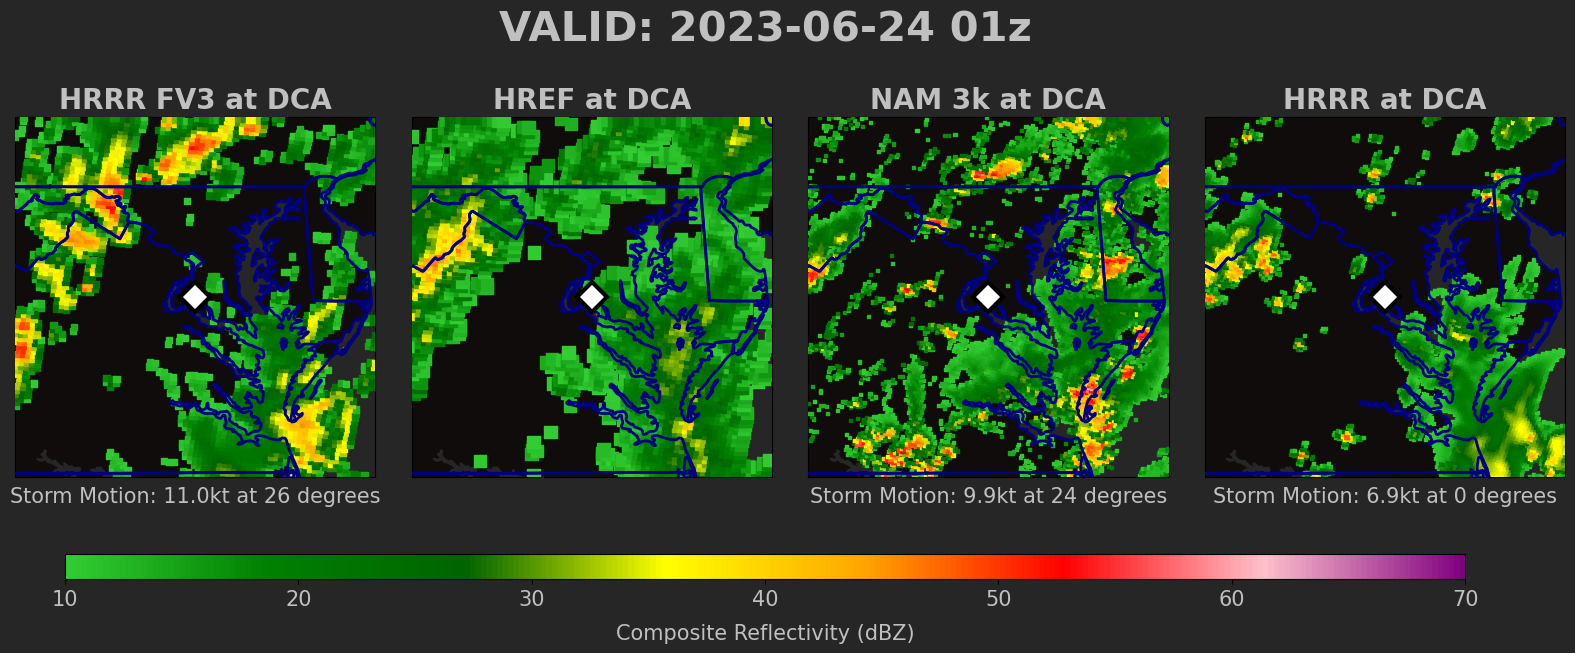 VALID: 2023-06-24 01z
HRRR FV3 at DCA
HREF at DCA
NAM 3k at DCA
HRRR at DCA
Storm Motion: 11.0kt at 26 degrees
Storm Motion: 9.9kt at 24 degrees
Storm Motion: 6.9kt at 0 degrees
10 20 30 40 50 60 70
Composite Reflectivity (dBZ)